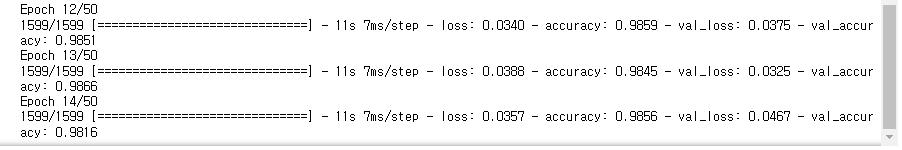 Epoch 12/50
1599/1599 [==============================] - 11s 7ms/step - loss: 0.0340 - accuracy: 0.9859 - val_loss: 0.0375 - val_accur
acy: 0.9851
Epoch 13/50
1599/1599 [==============================] - 11s 7ms/step - loss: 0.0388 - accuracy: 0.9845 - val_loss: 0.0325 - val_accur
acy: 0.9866
Epoch 14/50
1599/1599 [==============================] - 11s 7ms/step - loss: 0.0357 - accuracy: 0.9856 - val_loss: 0.0467 - val_accur
acy: 0.9816